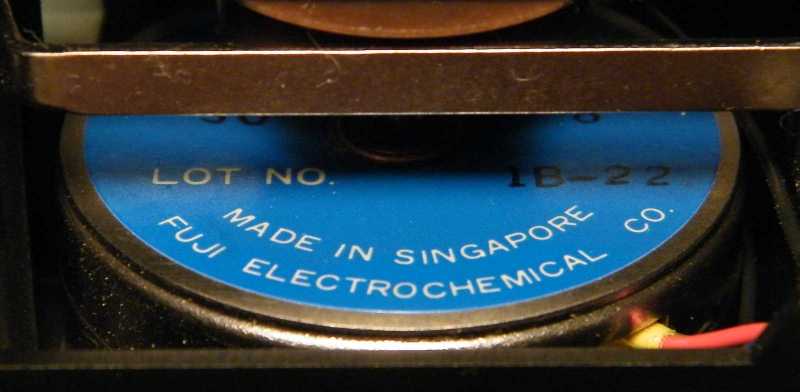 LOT NO. 1B-22
MADE IN SINGAPORE
FUJI ELECTROCHEMICAL CO.